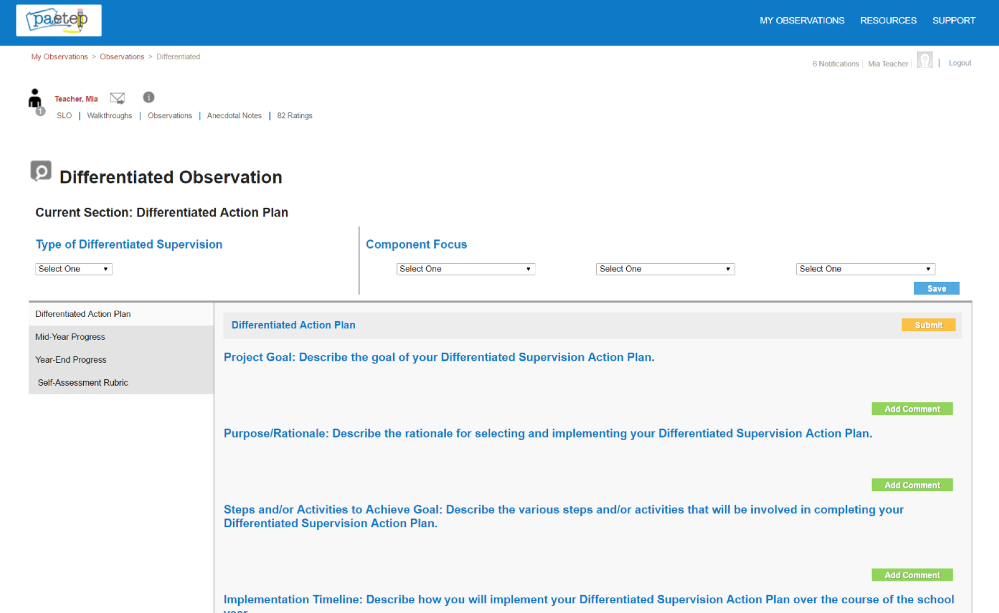 paetep
MY OBSERVATIONS RESOURCES SUPPORT
My Observations > Observations > Differentiated
6 Notifications | Mia Teacher | | Logout
Teacher, Mia
1
SLO | Walkthroughs | Observations | Anecdotal Notes | 82 Ratings
Differentiated Observation
Current Section: Differentiated Action Plan
Type of Differentiated Supervision
Component Focus
Select One
Select One
Select One
Select One
Save
Differentiated Action Plan
Mid-Year Progress
Year-End Progress
Self-Assessment Rubric
Differentiated Action Plan
Submit
Project Goal: Describe the goal of your Differentiated Supervision Action Plan.
Add Comment
Purpose/Rationale: Describe the rationale for selecting and implementing your Differentiated Supervision Action Plan.
Add Comment
Steps and/or Activities to Achieve Goal: Describe the various steps and/or activities that will be involved in completing your
Differentiated Supervision Action Plan.
Add Comment
Implementation Timeline: Describe how you will implement your Differentiated Supervision Action Plan over the course of the school
year